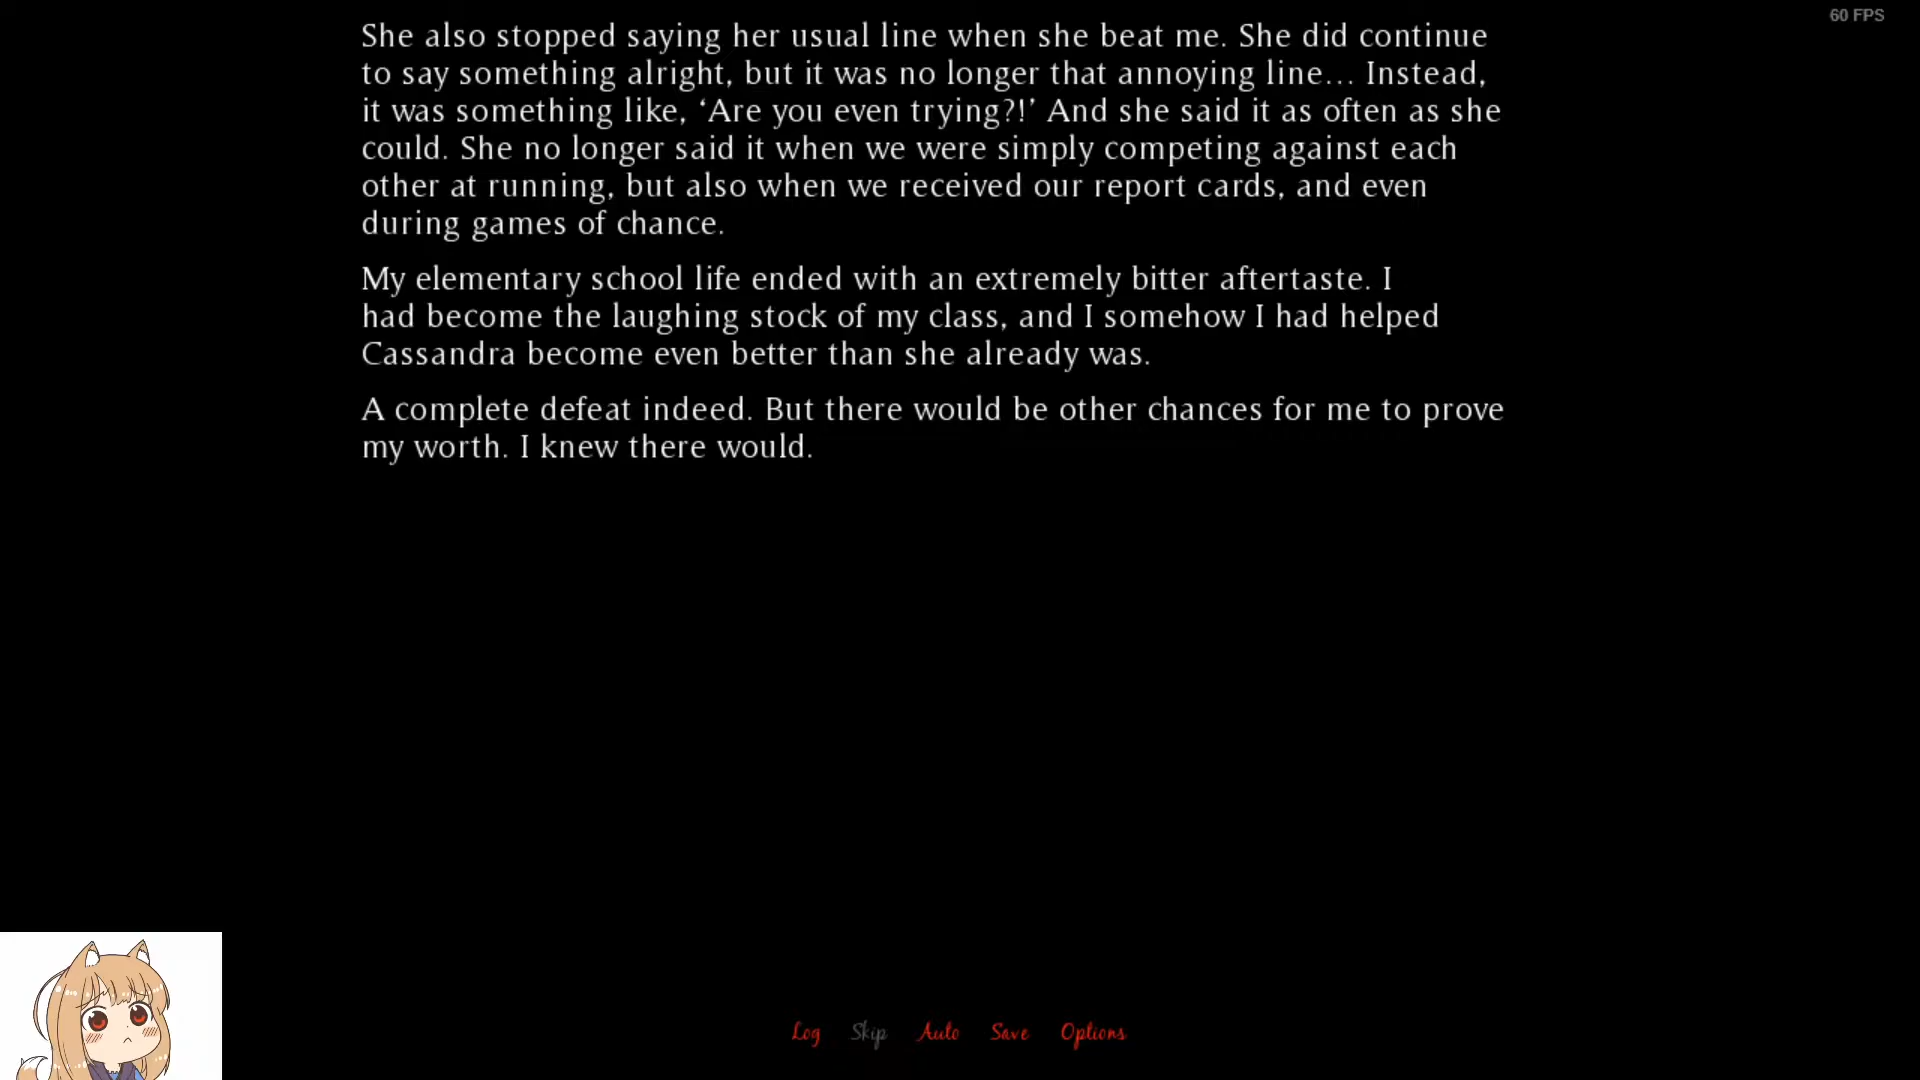 60 FPS
She also stopped saying her usual line when she beat me. She did continue
to say something alright, but it was no longer that annoying line... Instead,
it was something like, ‘Are you even trying?!’ And she said it as often as she
could. She no longer said it when we were simply competing against each
other at running, but also when we received our report cards, and even
during games of chance.
My elementary school life ended with an extremely bitter aftertaste. I
had become the laughing stock of my class, and I somehow I had helped
Cassandra become even better than she already was.
A complete defeat indeed. But there would be other chances for me to prove
my worth. I knew there would.
Log Skip Auto Save Options